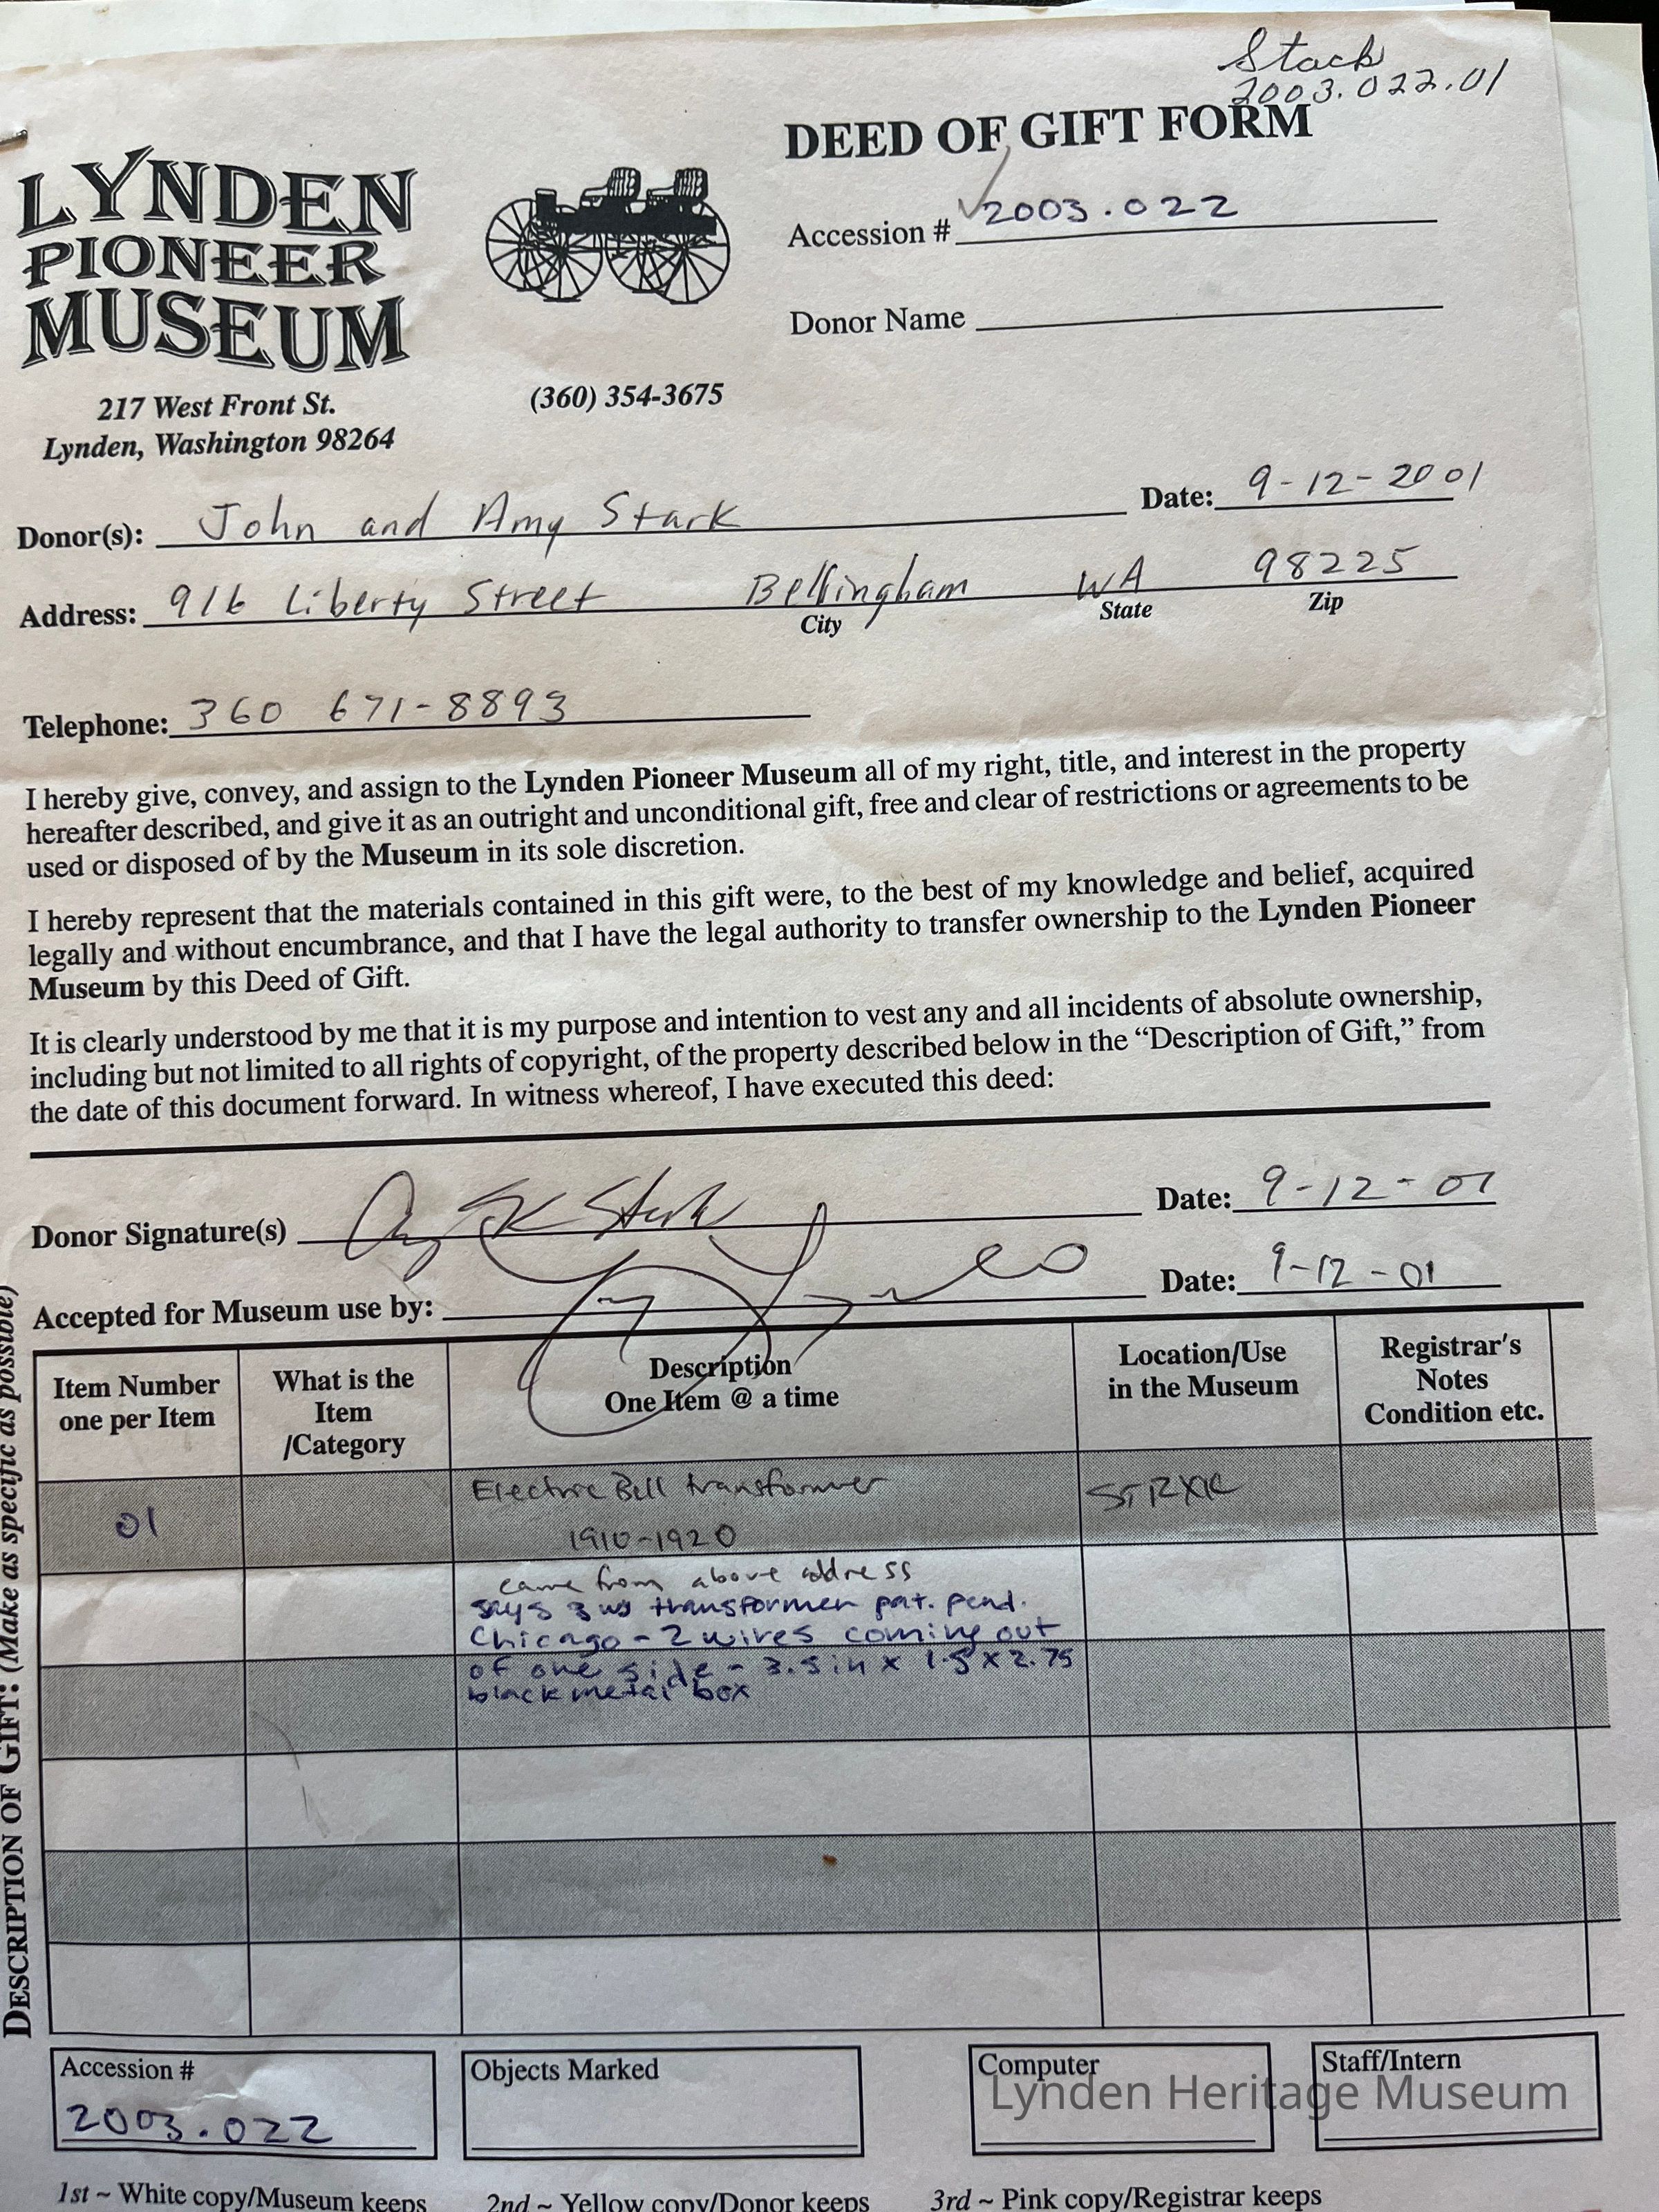 Stack
2003.022.01
DEED OF GIFT FORM
LYNDEN
PIONEER
MUSEUM
217 West Front St.
Lynden, Washington 98264
(360) 354-3675
Accession # 2003.022
Donor Name
Donor(s): John and Amy Stark Date: 9-12-2001
Address: 916 Liberty Street Bellingham WA 98225
City State Zip
Telephone: 360 671-8893
I hereby give, convey, and assign to the Lynden Pioneer Museum all of my right, title, and interest in the property
hereafter described, and give it as an outright and unconditional gift, free and clear of restrictions or agreements to be
used or disposed of by the Museum in its sole discretion.
I hereby represent that the materials contained in this gift were, to the best of my knowledge and belief, acquired
legally and without encumbrance, and that I have the legal authority to transfer ownership to the Lynden Pioneer
Museum by this Deed of Gift.
It is clearly understood by me that it is my purpose and intention to vest any and all incidents of absolute ownership,
including but not limited to all rights of copyright, of the property described below in the “Description of Gift,” from
the date of this document forward. In witness whereof, I have executed this deed:
Donor Signature(s) Amy SK Stark Date: 9-12-01
Accepted for Museum use by: Date: 9-12-01
DESCRIPTION OF GIFT: (Make as specific as possible)
Item Number
one per Item
What is the
Item
/Category
Description
One Item @ a time
Location/Use
in the Museum
Registrar's
Notes
Condition etc.
01
Electric Bell transformer
1910-1920
came from above address
says 3 transformer pat. pend.
Chicago - 2 wires coming out
of one side - 3.5 in x 1.5 x 2.75
black metal box
Accession #
2003.022
Objects Marked
Computer
Staff/Intern
Lynden Heritage Museum
1st ~ White copy/Museum keeps 2nd ~ Yellow copy/Donor keeps 3rd ~ Pink copy/Registrar keeps